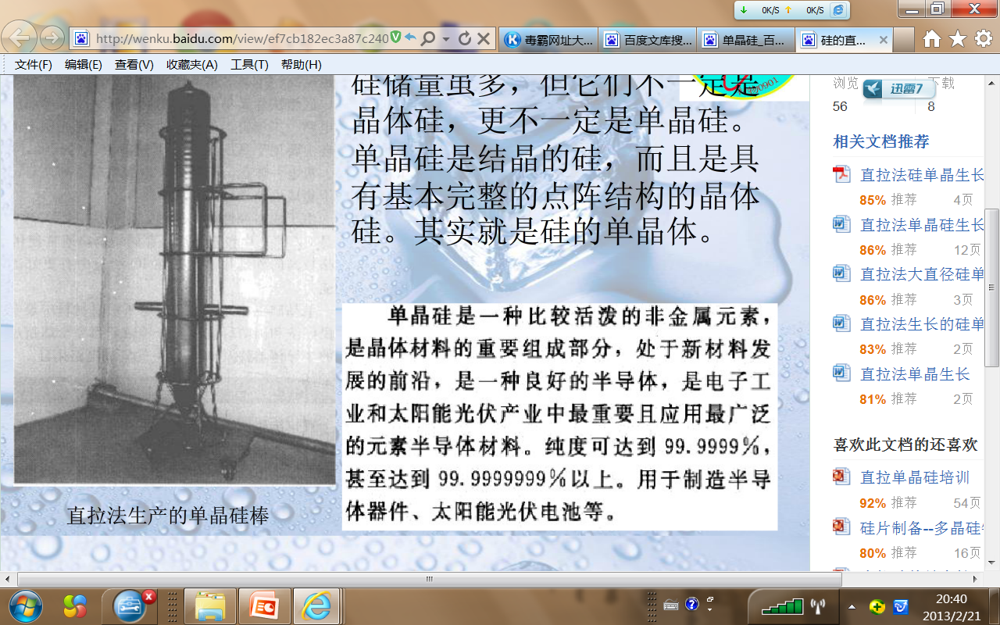 0K/S
0K/S
http://wenku.baidu.com/view/ef7cb182ec3a87c240
毒霸网址大...
百度文库搜...
单晶硅_百...
硅的直...
文件(F)
编辑(E)
查看(V)
收藏夹(A)
工具(T)
帮助(H)
硅储量虽多，但它们不一定是
晶体硅，更不一定是单晶硅。
单晶硅是结晶的硅，而且是具
有基本完整的点阵结构的晶体
硅。其实就是硅的单晶体。
单晶硅是一种比较活泼的非金属元素，
是晶体材料的重要组成部分，处于新材料发
展的前沿，是一种良好的半导体，是电子工
业和太阳能光伏产业中最重要且应用最广泛
的元素半导体材料。纯度可达到 99.9999％，
甚至达到 99.9999999％以上。用于制造半导
体器件、太阳能光伏电池等。
直拉法生产的单晶硅棒
浏览
下载
迅雷7
56
8
相关文档推荐
直拉法硅单晶生长
85% 推荐 4页
直拉法单晶硅生长
86% 推荐 12页
直拉法大直径硅单
86% 推荐 3页
直拉法生长的硅单
83% 推荐 2页
直拉法单晶生长
81% 推荐 2页
喜欢此文档的还喜欢
直拉单晶硅培训
92% 推荐 54页
硅片制备--多晶硅
80% 推荐 16页
20:40
2013/2/21